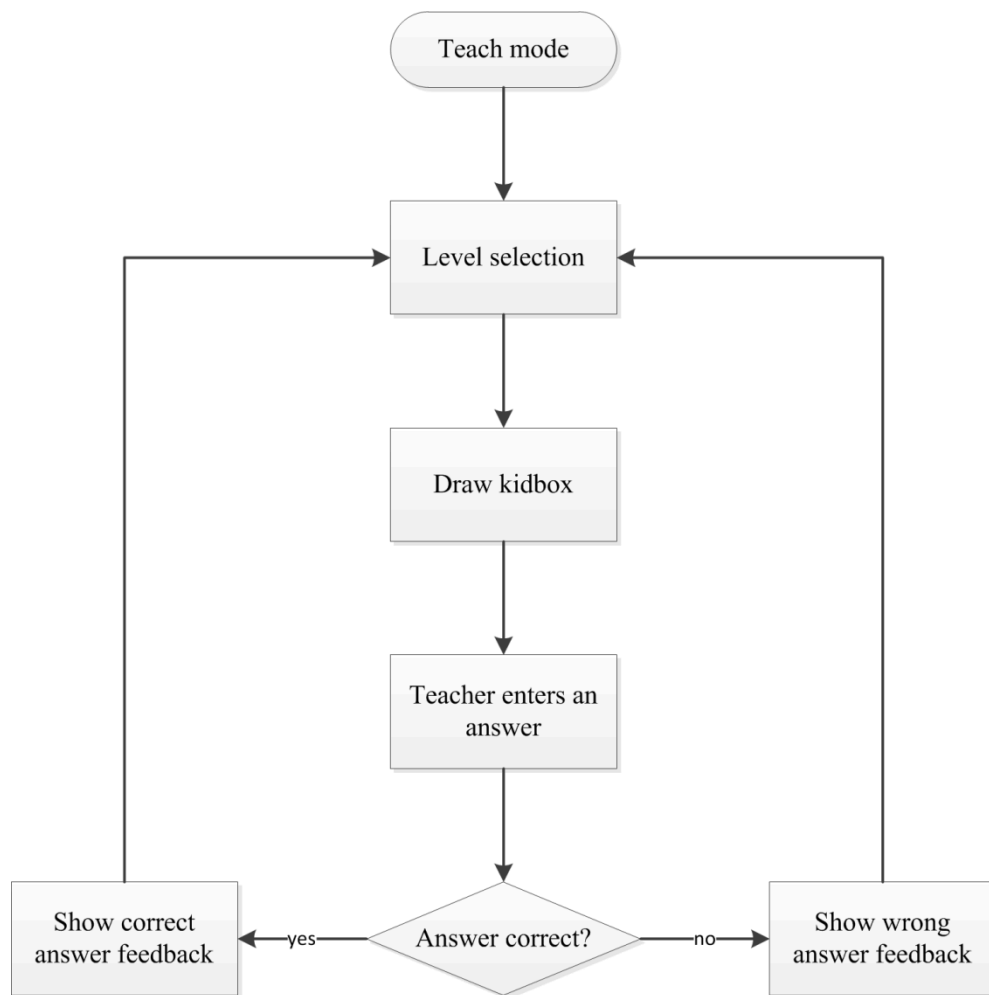 Teach mode
Level selection
Draw kidbox
Teacher enters an
answer
Show correct
answer feedback
yes
Answer correct?
no
Show wrong
answer feedback